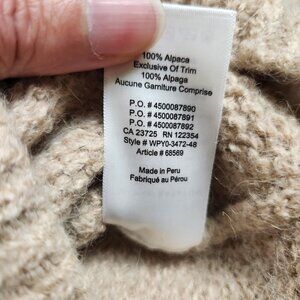 100% Alpaca
Exclusive Of Trim
100% Alpaga
Aucune Garniture Comprise
P.O. # 4500087890
P.O. # 4500087891
P.O. # 4500087892
CA 23725 RN 122354
Style # WPY0-3472-48
Article # 68569
Made in Peru
Fabriqué au Pérou